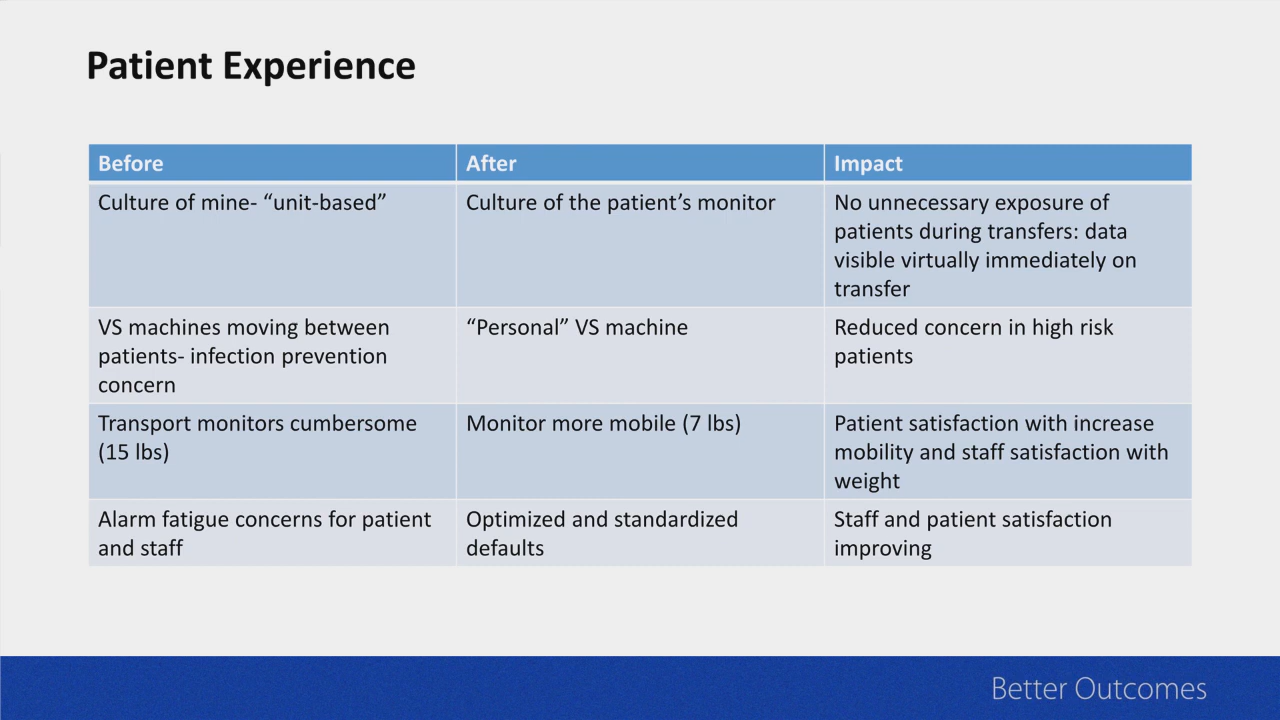 Patient Experience
Before
After
Impact
Culture of mine- “unit-based”
Culture of the patient’s monitor
No unnecessary exposure of
patients during transfers: data
visible virtually immediately on
transfer
VS machines moving between
patients- infection prevention
concern
“Personal” VS machine
Reduced concern in high risk
patients
Transport monitors cumbersome
(15 lbs)
Monitor more mobile (7 lbs)
Patient satisfaction with increase
mobility and staff satisfaction with
weight
Alarm fatigue concerns for patient
and staff
Optimized and standardized
defaults
Staff and patient satisfaction
improving
Better Outcomes